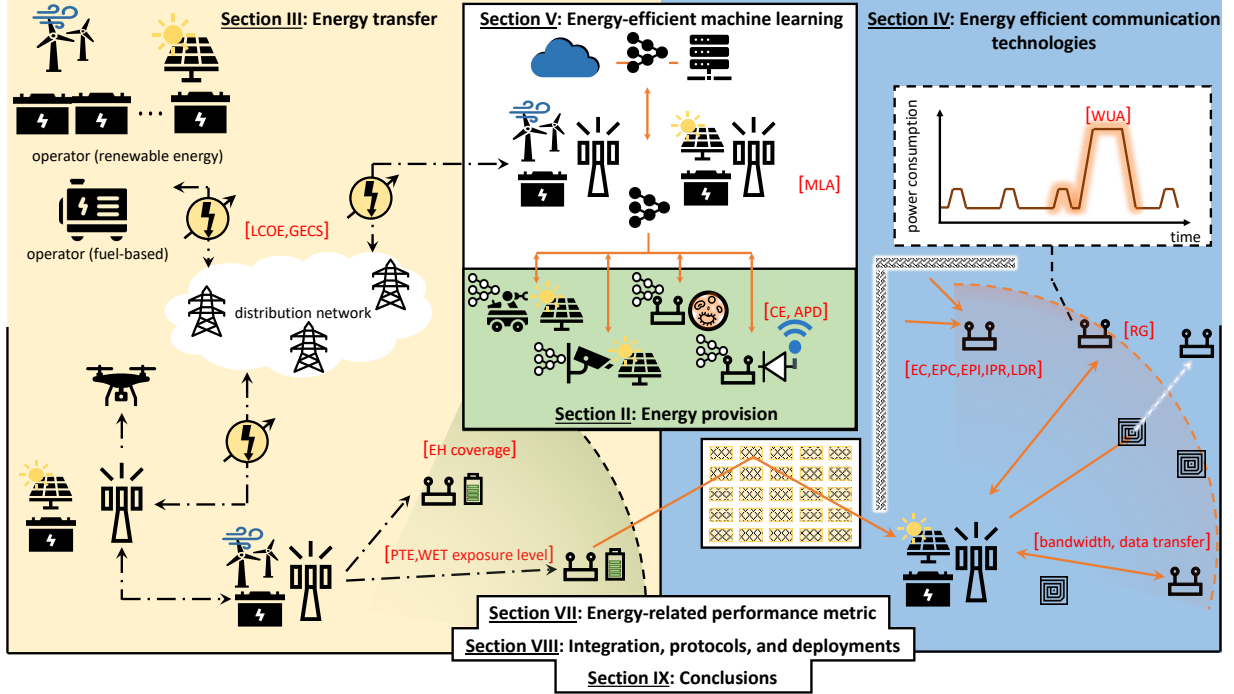 Section III: Energy transfer
operator (renewable energy)
operator (fuel-based)
[LCOE,GECS]
distribution network
[EH coverage]
[PTE,WET exposure level]
Section V: Energy-efficient machine learning
[MLA]
[CE, APD]
Section II: Energy provision
Section IV: Energy efficient communication
technologies
[WUA]
power consumption
time
[RG]
[EC,EPC,EPI,IPR,LDR]
[bandwidth, data transfer]
Section VII: Energy-related performance metric
Section VIII: Integration, protocols, and deployments
Section IX: Conclusions